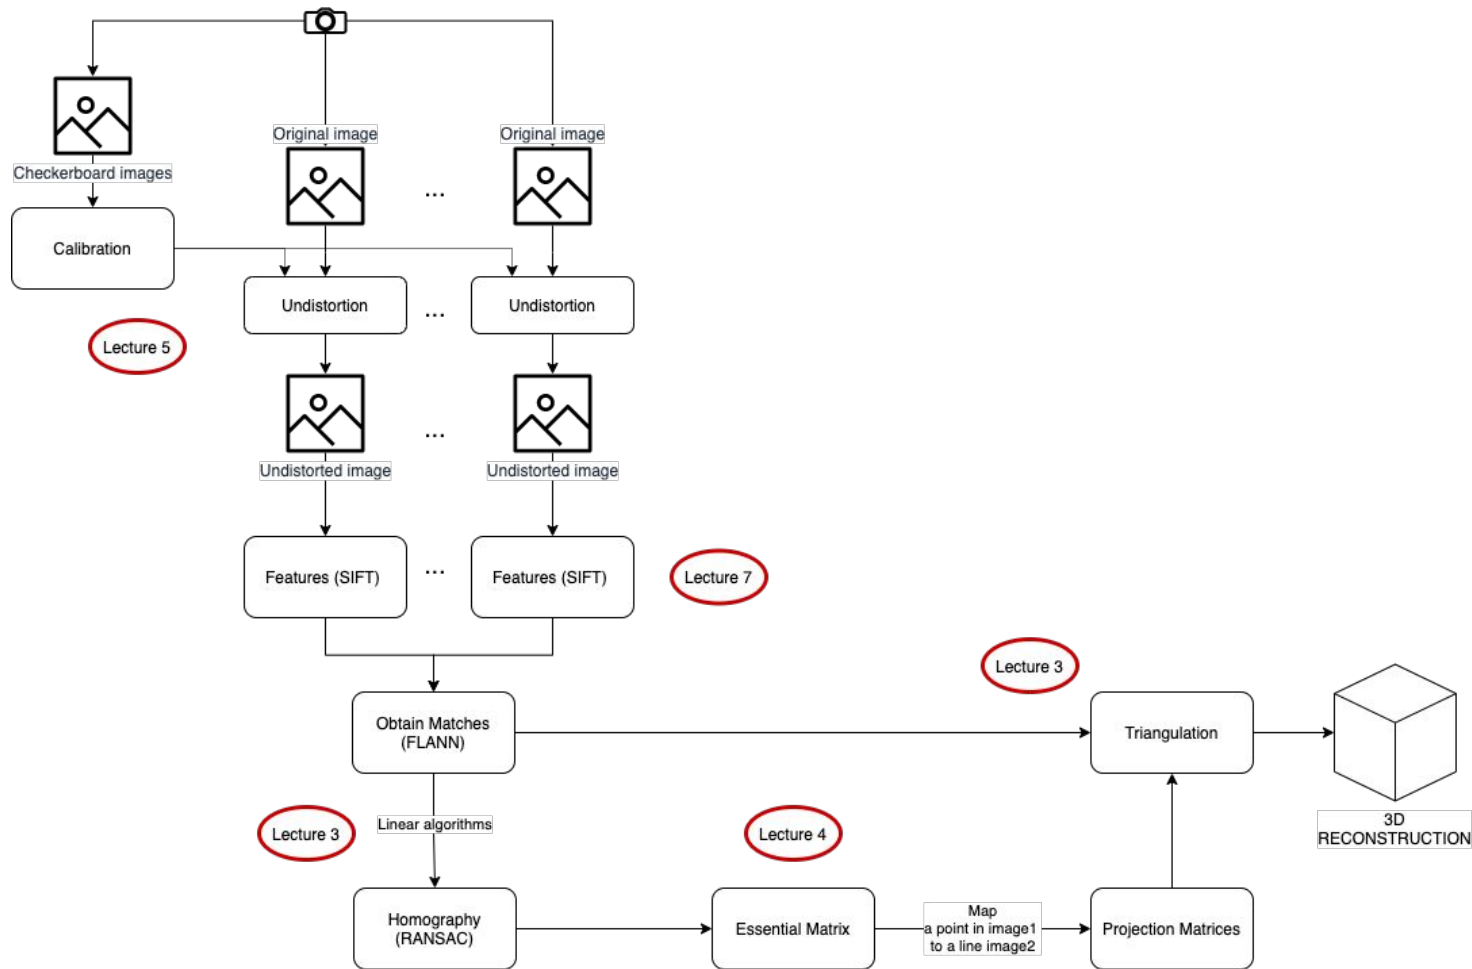 Original image
Original image
...
Checkerboard images
Calibration
Undistortion
...
Undistortion
Lecture 5
...
Undistorted image
Undistorted image
Features (SIFT)
...
Features (SIFT)
Lecture 7
Lecture 3
Obtain Matches
(FLANN)
Triangulation
Linear algorithms
Lecture 3
Lecture 4
3D
RECONSTRUCTION
Homography
(RANSAC)
Essential Matrix
Map
a point in image1
to a line image2
Projection Matrices